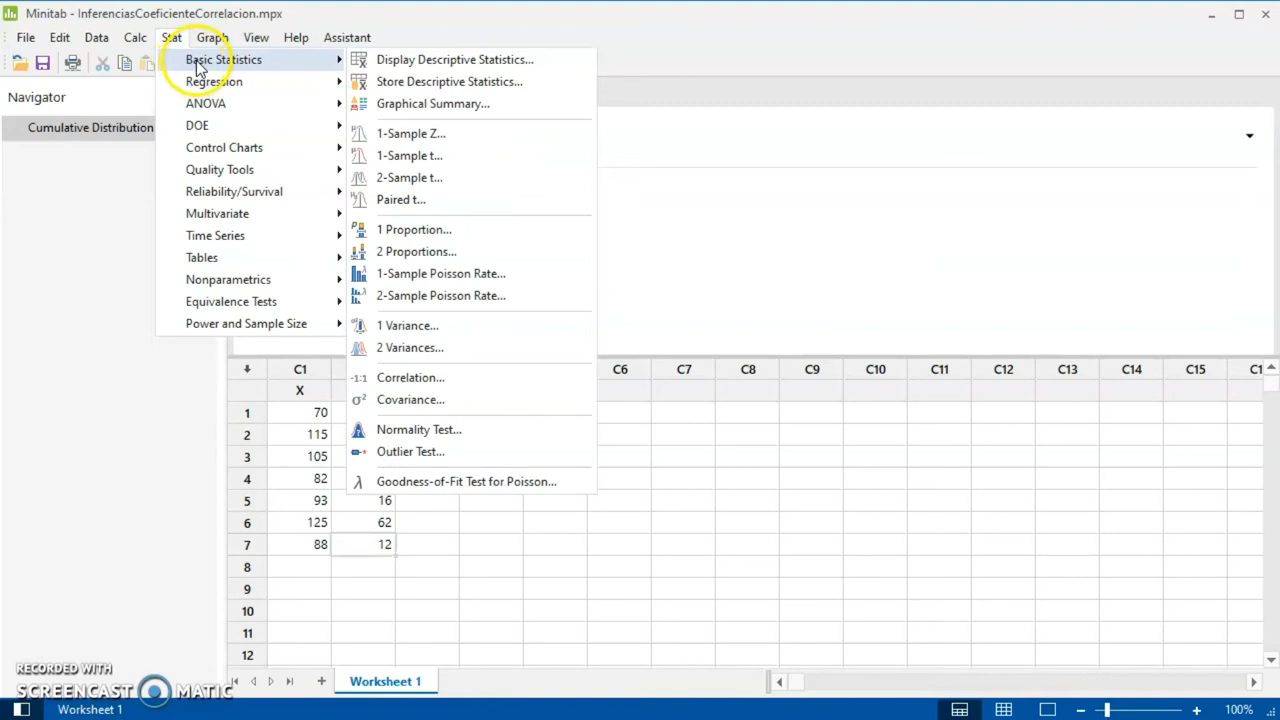 Minitab - InferenciasCoeficienteCorrelacion.mpx
File Edit Data Calc Stat Graph View Help Assistant
Navigator
Cumulative Distribution
Basic Statistics
Regression
ANOVA
DOE
Control Charts
Quality Tools
Reliability/Survival
Multivariate
Time Series
Tables
Nonparametrics
Equivalence Tests
Power and Sample Size
Display Descriptive Statistics...
Store Descriptive Statistics...
Graphical Summary...
1-Sample Z...
1-Sample t...
2-Sample t...
Paired t...
1 Proportion...
2 Proportions...
1-Sample Poisson Rate...
2-Sample Poisson Rate...
1 Variance...
2 Variances...
Correlation...
Covariance...
Normality Test...
Outlier Test...
Goodness-of-Fit Test for Poisson...
C1 C6 C7 C8 C9 C10 C11 C12 C13 C14 C15 C1
X
1 70
2 115
3 105
4 82
5 93 16
6 125 62
7 88 12
8
9
10
11
12
RECORDED WITH
SCREENCAST MATIC
Worksheet 1
Worksheet 1
100%